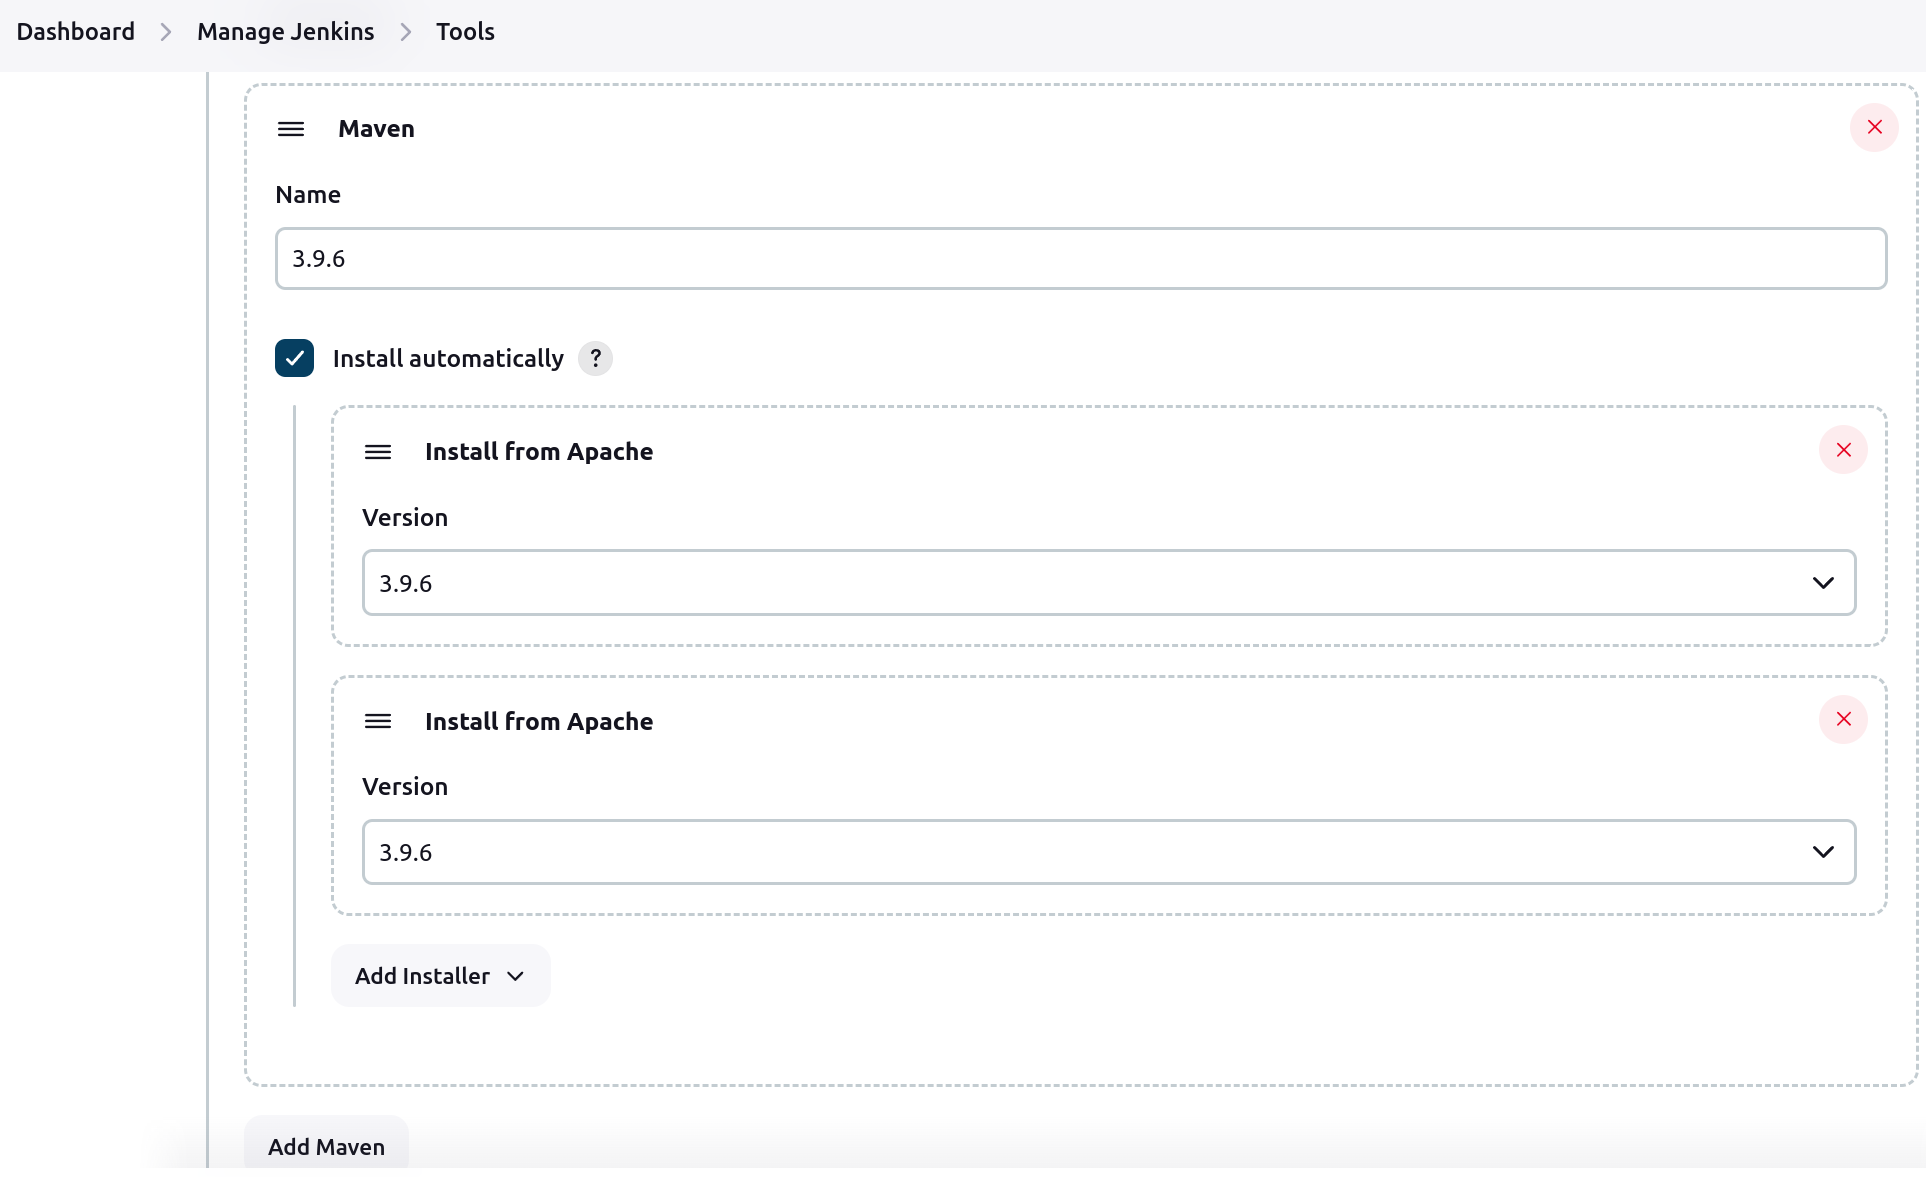 Dashboard > Manage Jenkins > Tools
Maven
Name
3.9.6
Install automatically ?
Install from Apache
Version
3.9.6
Install from Apache
Version
3.9.6
Add Installer
Add Maven